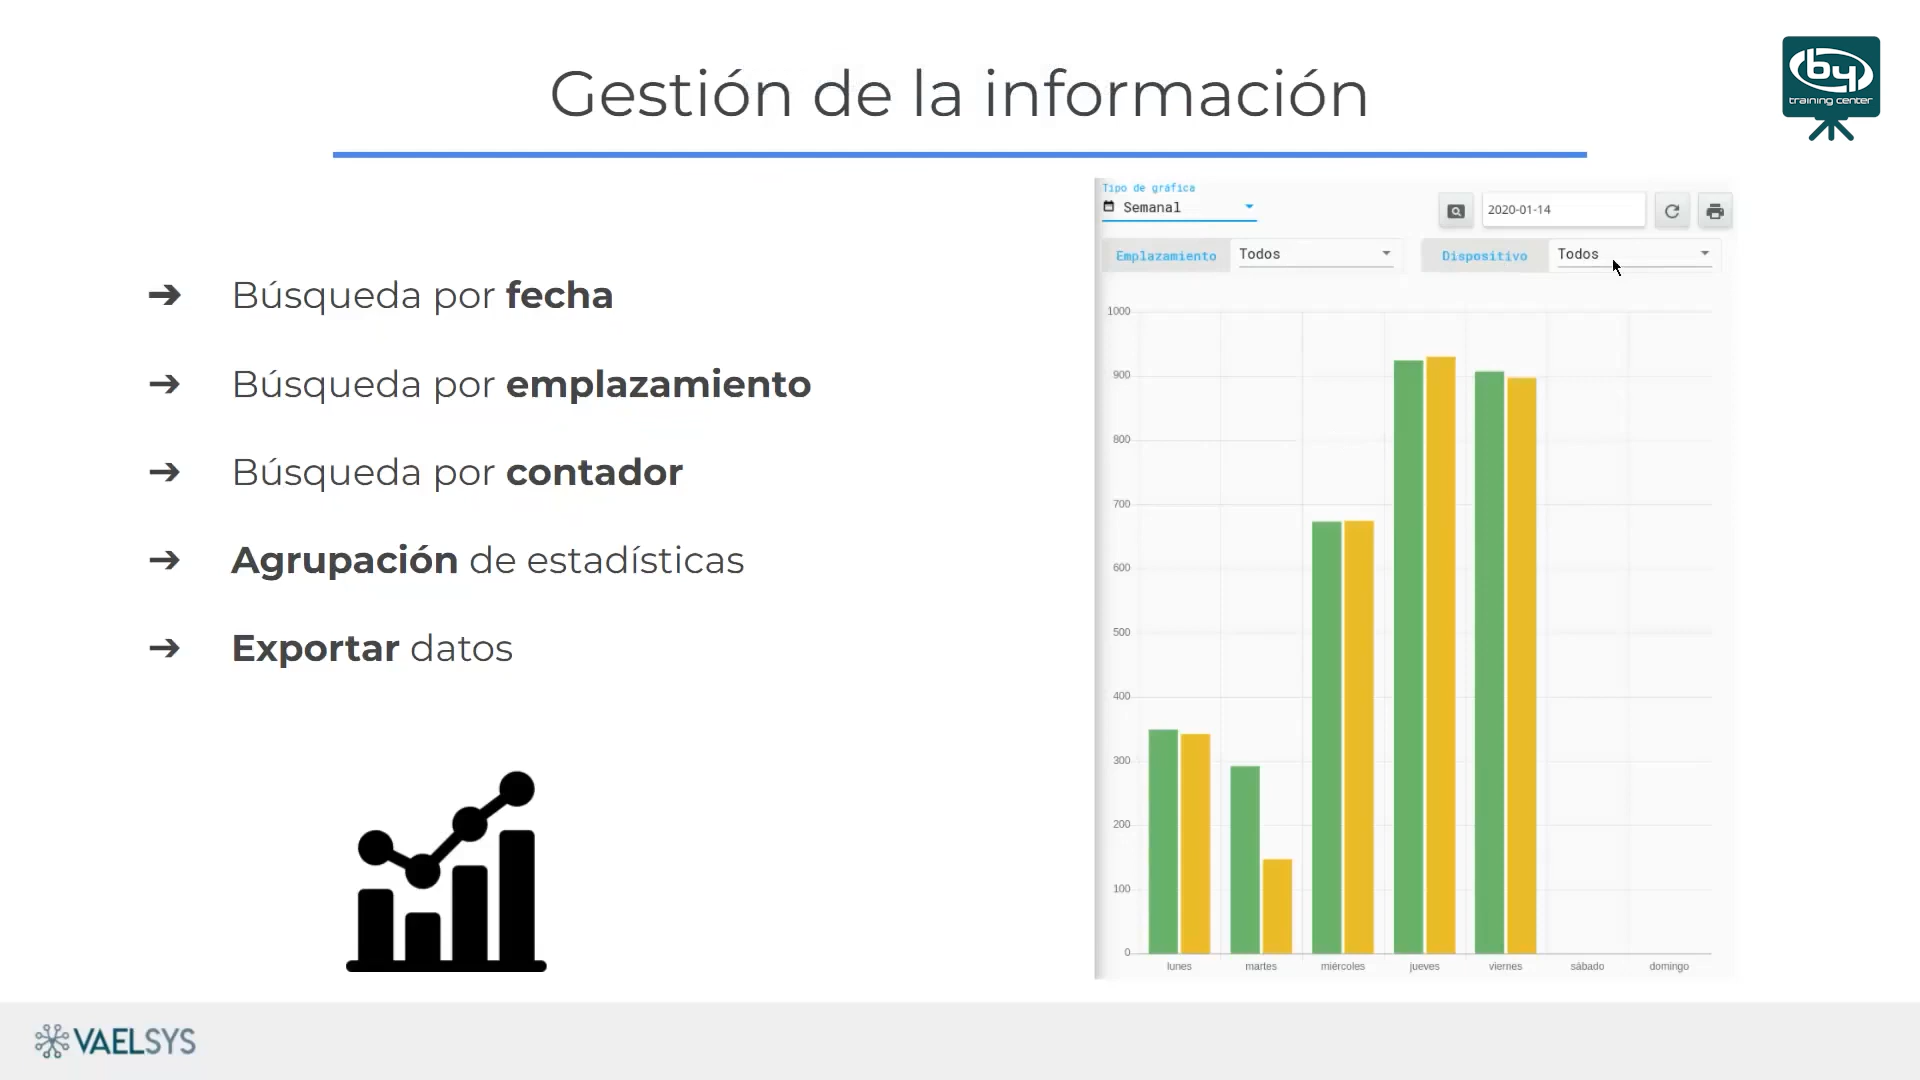 Gestión de la información
by
training center
➔ Búsqueda por fecha
➔ Búsqueda por emplazamiento
➔ Búsqueda por contador
➔ Agrupación de estadísticas
➔ Exportar datos
Tipo de gráfica
Semanal
2020-01-14
Emplazamiento Todos Dispositivo Todos
1000
900
800
700
600
500
400
300
200
100
0
lunes martes miércoles jueves viernes sábado domingo
VAELSYS